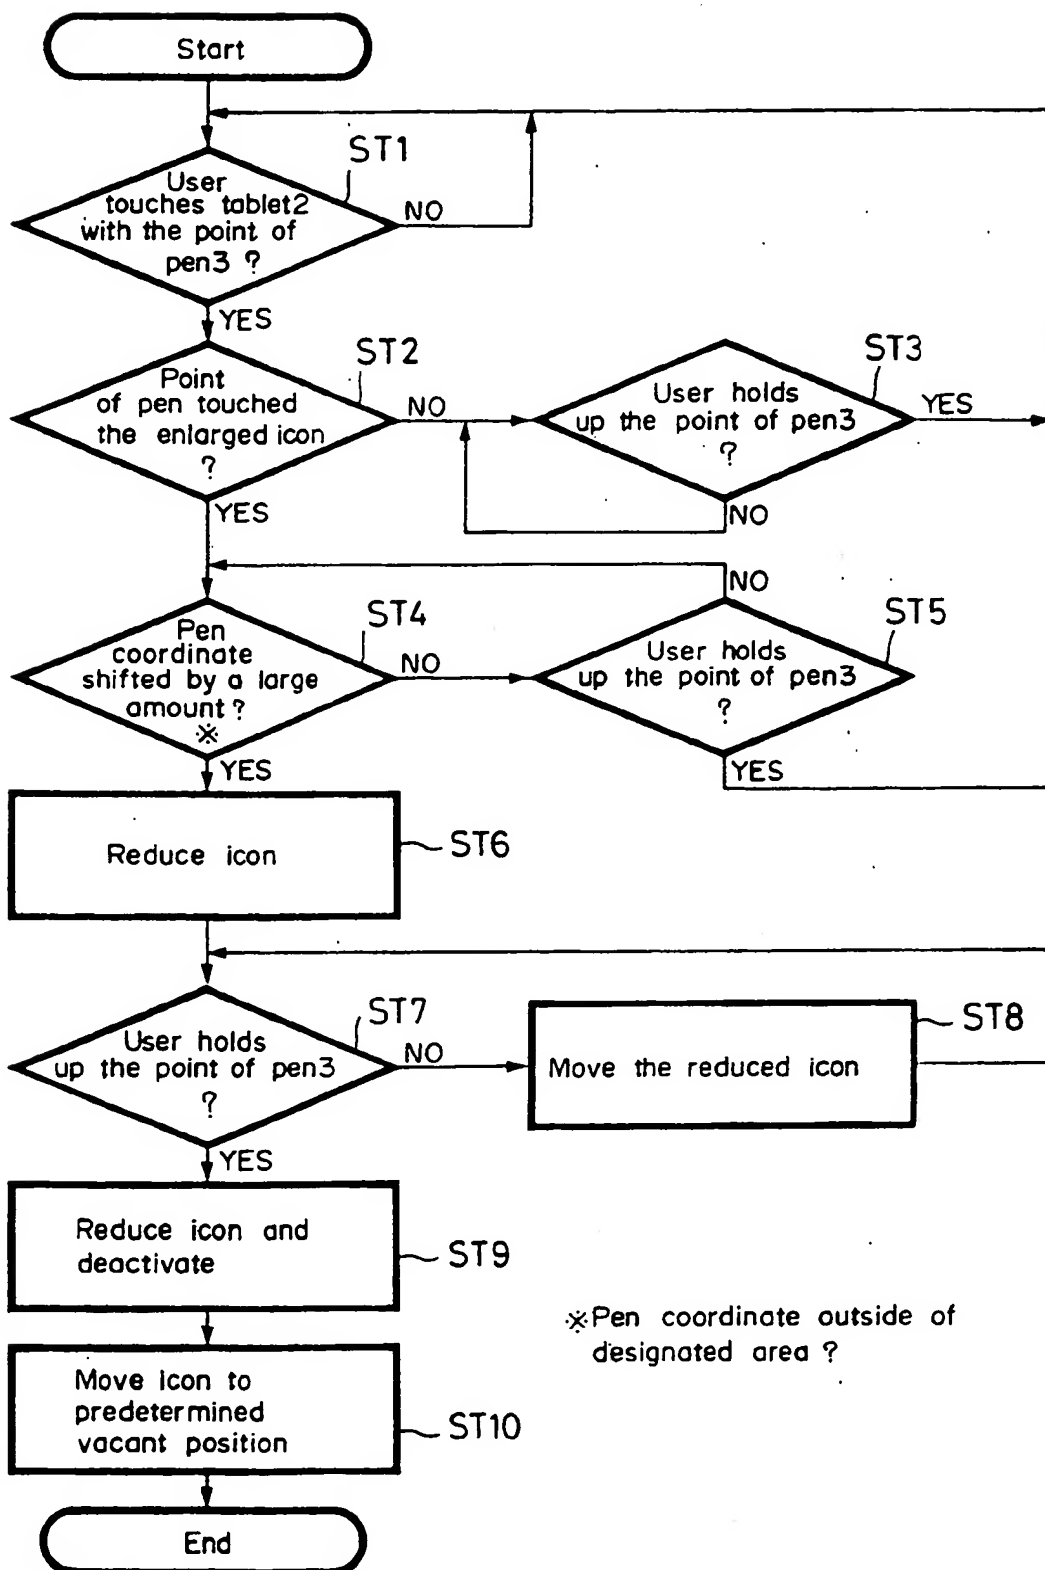 Start
ST1
User
touches tablet2
with the point of
pen3 ?
NO
YES
ST2
Point
of pen touched
the enlarged icon
?
NO
YES
ST3
User holds
up the point of pen3
?
YES
NO
ST4
Pen
coordinate
shifted by a large
amount?
※
NO
YES
NO
ST5
User holds
up the point of pen3
?
YES
Reduce icon
ST6
ST7
User holds
up the point of pen3
?
NO
YES
ST8
Move the reduced icon
Reduce icon and
deactivate
ST9
※Pen coordinate outside of
designated area ?
Move icon to
predetermined
vacant position
ST10
End